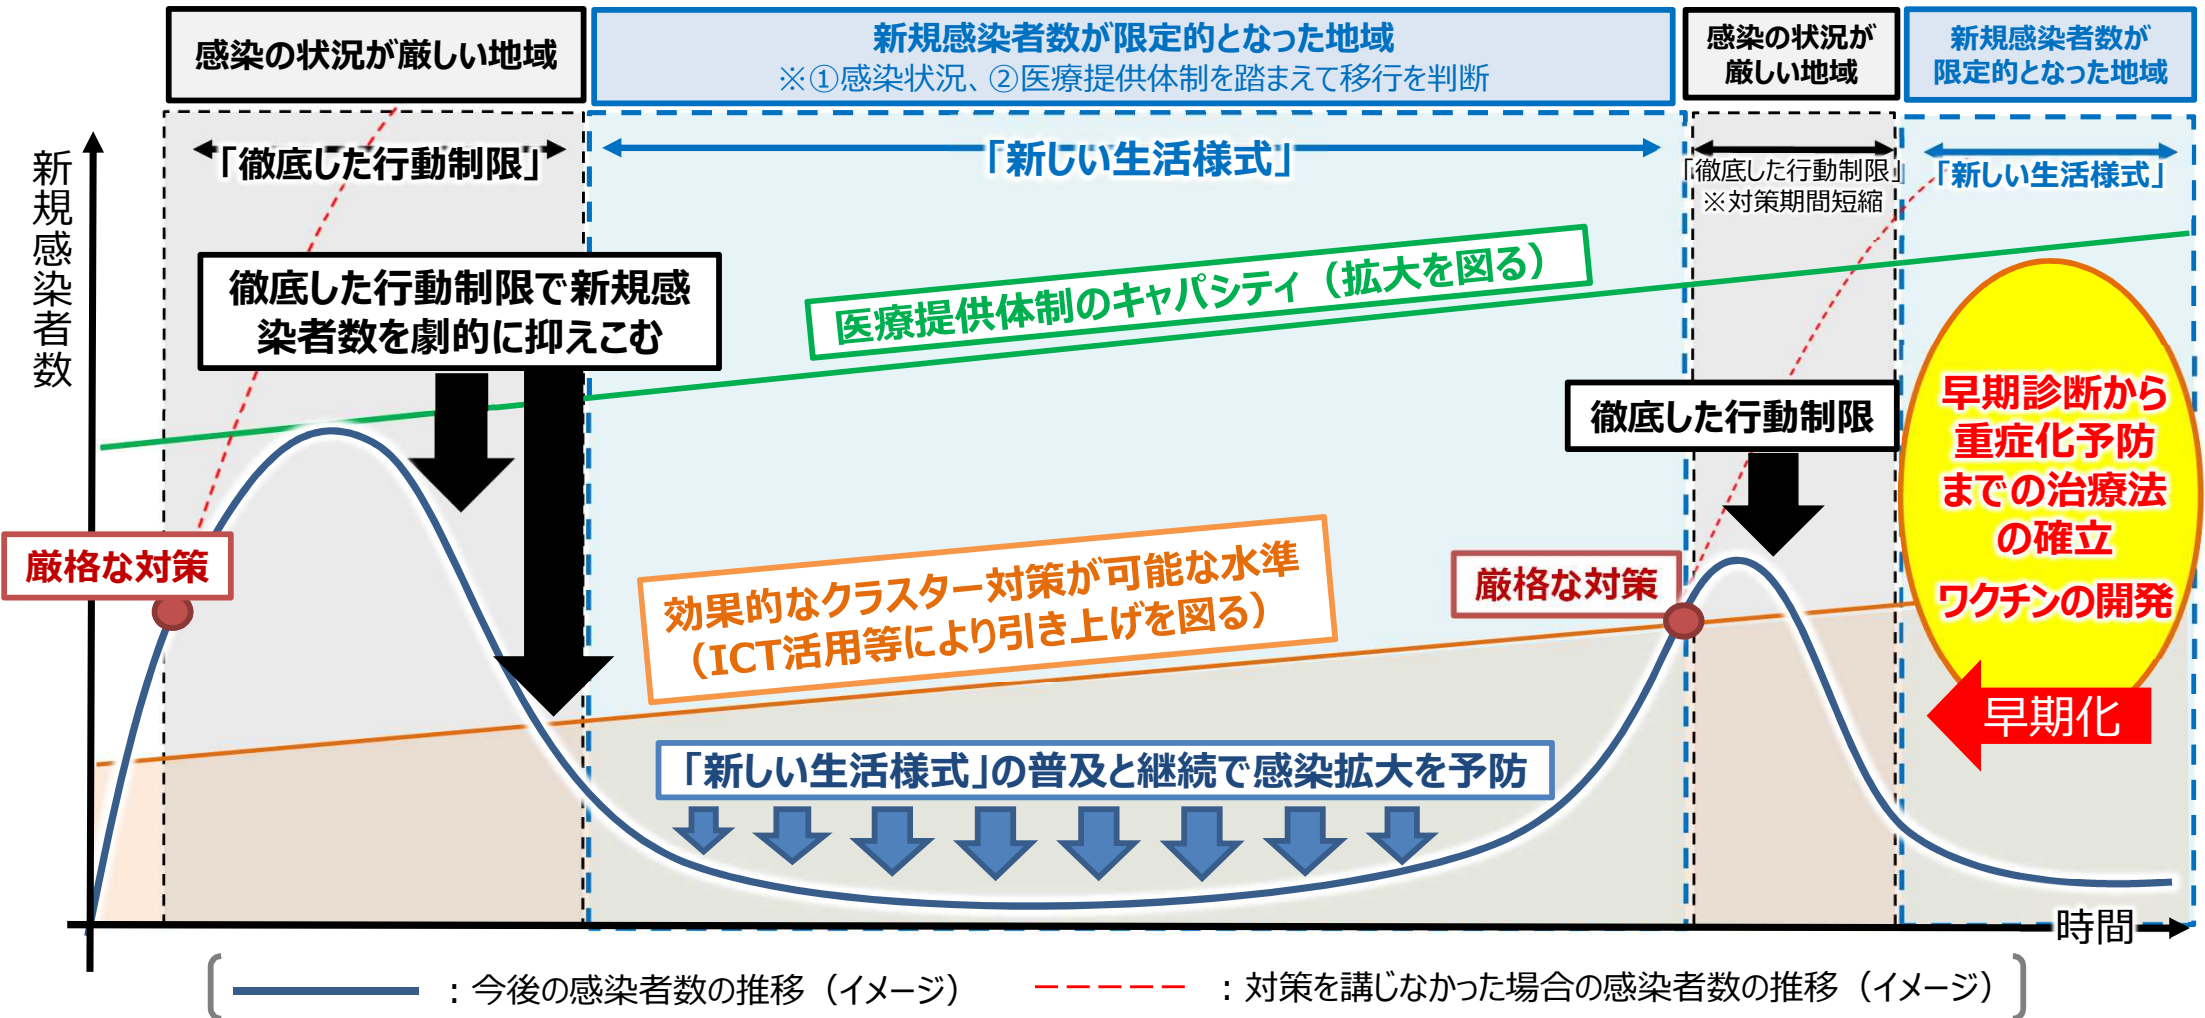 感染の状況が厳しい地域
新規感染者数が限定的となった地域
※①感染状況、②医療提供体制を踏まえて移行を判断
感染の状況が
厳しい地域
新規感染者数が
限定的となった地域
「徹底した行動制限」
「新しい生活様式」
「徹底した行動制限」
※対策期間短縮
「新しい生活様式」
新規感染者数
徹底した行動制限で新規感
染者数を劇的に抑えこむ
医療提供体制のキャパシティ（拡大を図る）
徹底した行動制限
早期診断から
重症化予防
までの治療法
の確立
ワクチンの開発
厳格な対策
効果的なクラスター対策が可能な水準
（ICT活用等により引き上げを図る）
厳格な対策
早期化
「新しい生活様式」の普及と継続で感染拡大を予防
時間
：今後の感染者数の推移（イメージ）
：対策を講じなかった場合の感染者数の推移（イメージ）